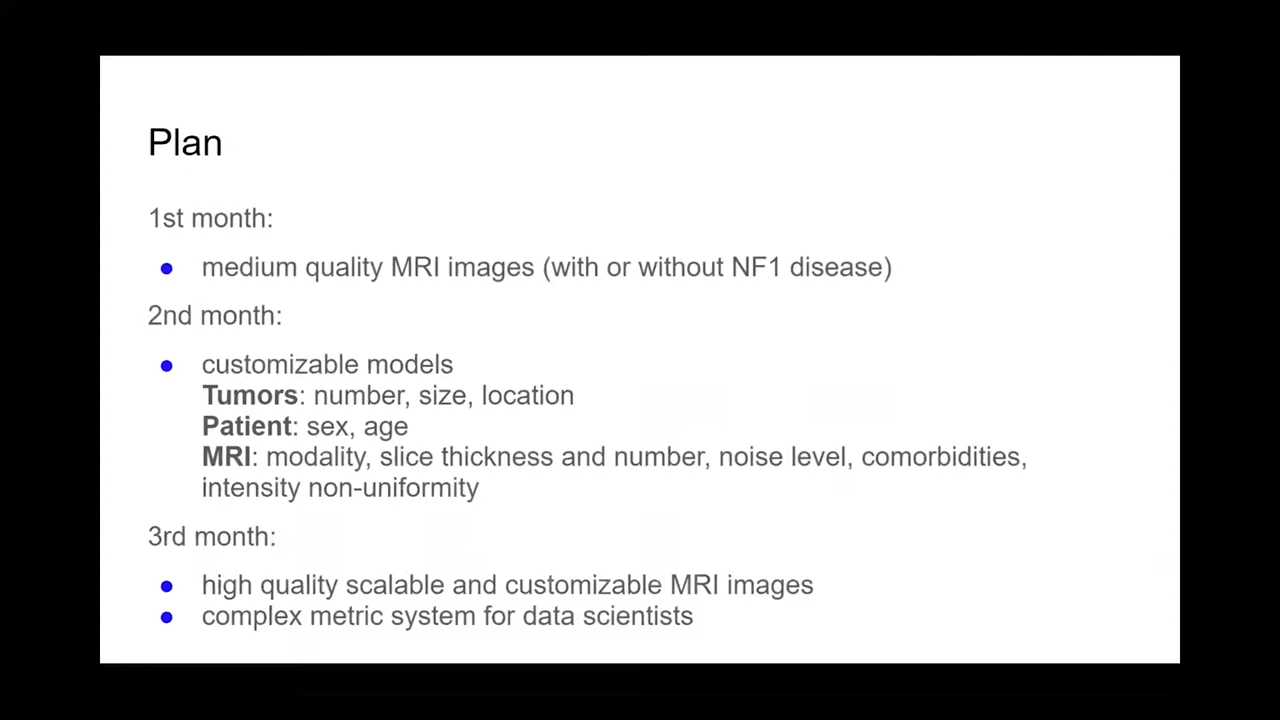 Plan
1st month:
● medium quality MRI images (with or without NF1 disease)
2nd month:
● customizable models
Tumors: number, size, location
Patient: sex, age
MRI: modality, slice thickness and number, noise level, comorbidities,
intensity non-uniformity
3rd month:
● high quality scalable and customizable MRI images
● complex metric system for data scientists